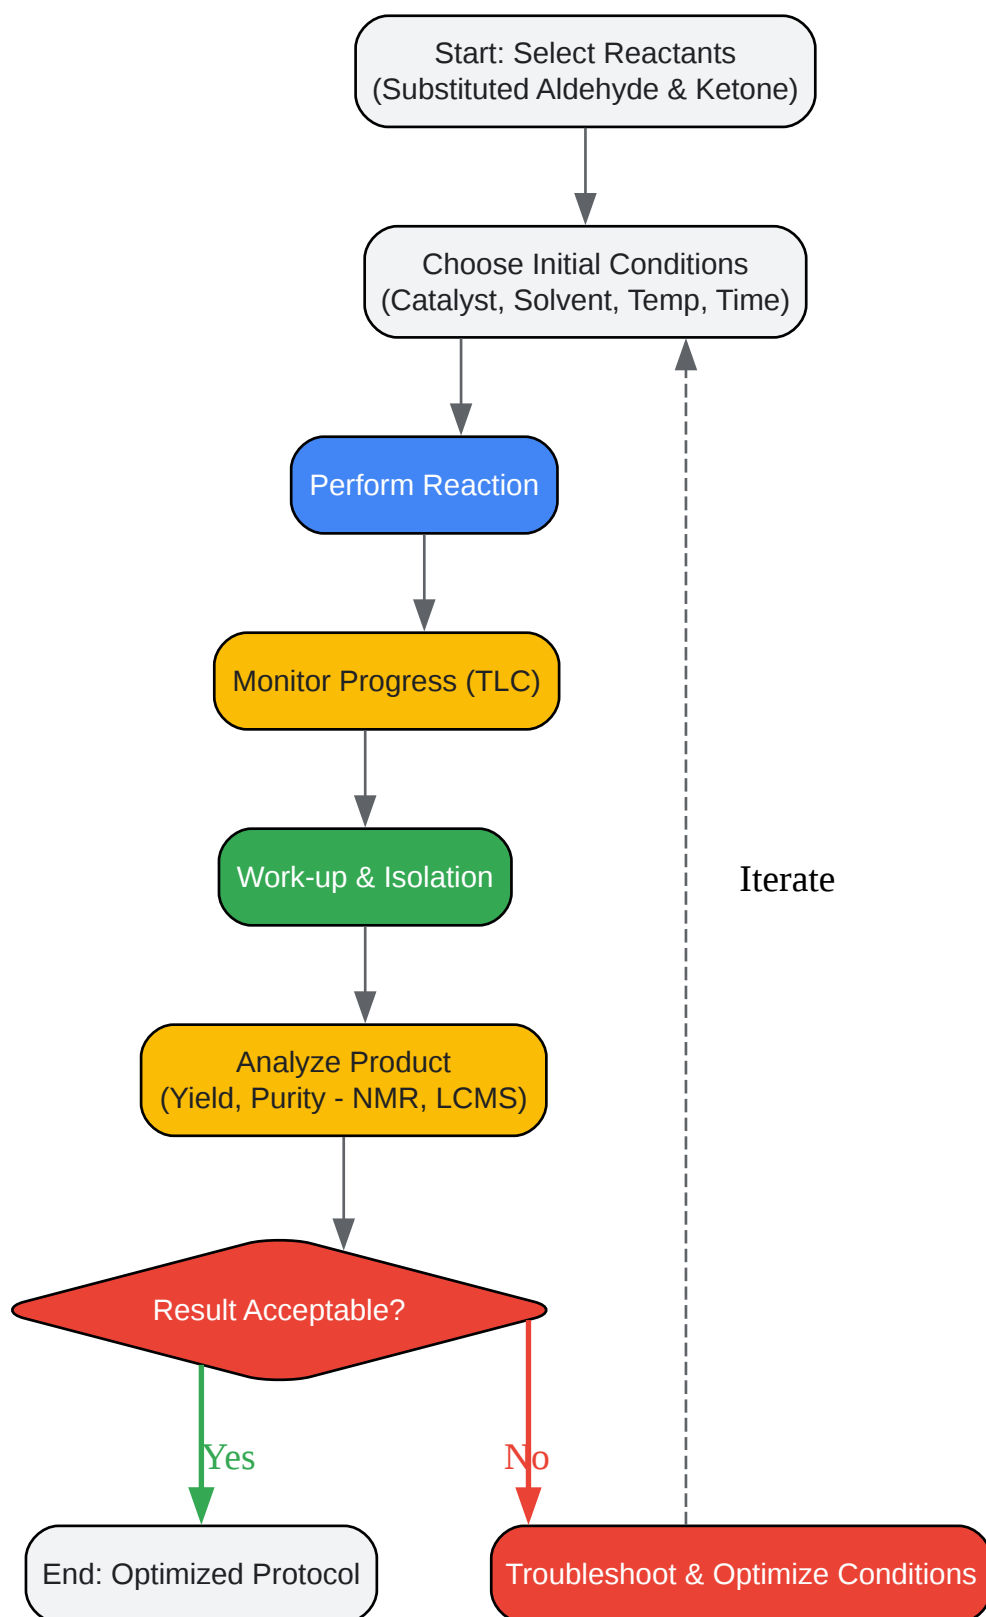 Start: Select Reactants
(Substituted Aldehyde & Ketone)
Choose Initial Conditions
(Catalyst, Solvent, Temp, Time)
Perform Reaction
Monitor Progress (TLC)
Work-up & Isolation
Iterate
Analyze Product
(Yield, Purity - NMR, LCMS)
Result Acceptable?
Yes
No
End: Optimized Protocol
Troubleshoot & Optimize Conditions